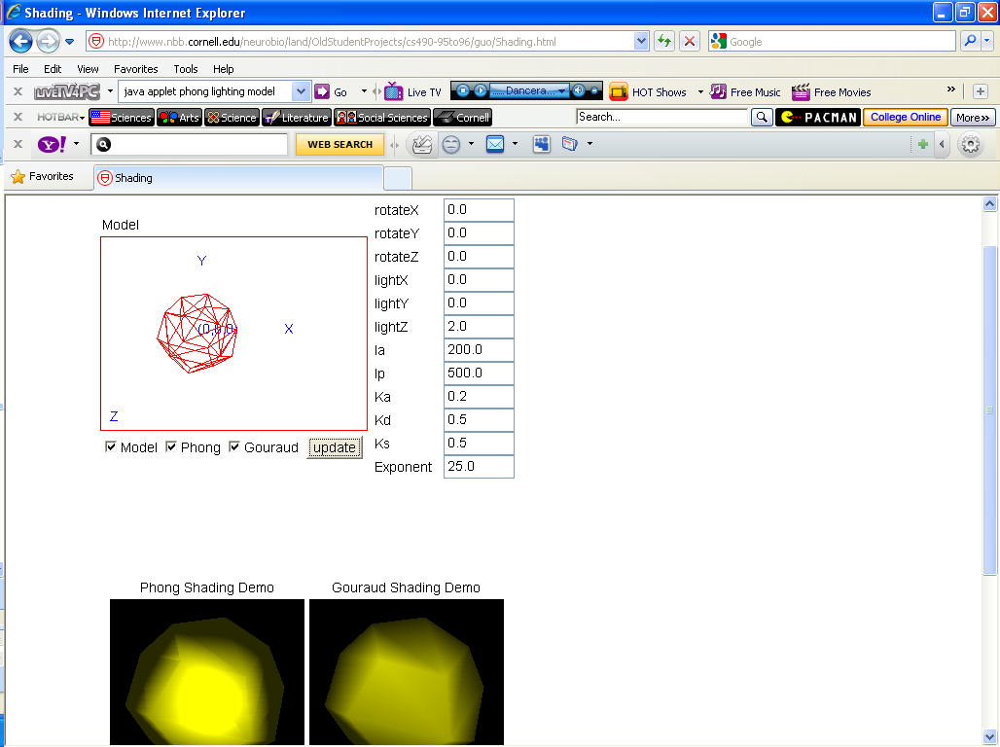 Shading - Windows Internet Explorer
http://www.nbb.cornell.edu/neurobio/land/OldStudentProjects/cs490-95to96/guo/Shading.html
Google
File Edit View Favorites Tools Help
LIVETV4PC java applet phong lighting model Go Live TV ..... Dancera... HOT Shows Free Music Free Movies »
HOTBAR Sciences Arts Science Literature Social Sciences Cornell Search... PACMAN College Online More»
Y! WEB SEARCH
Favorites Shading
Model
Y
X
Z
Model Phong Gouraud update
rotateX 0.0
rotateY 0.0
rotateZ 0.0
lightX 0.0
lightY 0.0
lightZ 2.0
Ia 200.0
Ip 500.0
Ka 0.2
Kd 0.5
Ks 0.5
Exponent 25.0
Phong Shading Demo Gouraud Shading Demo